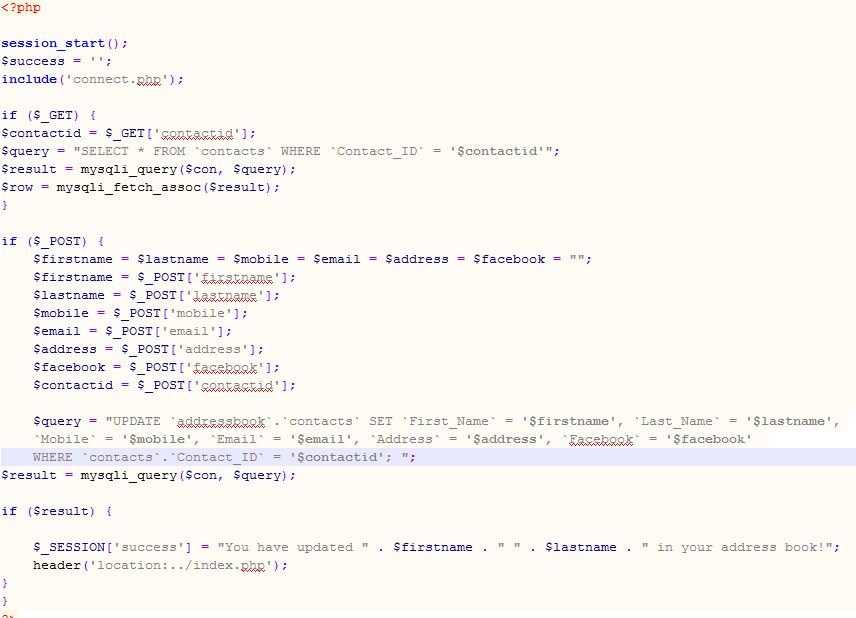 <?php
session_start();
$success = '';
include('connect.php');
if ($_GET) {
$contactid = $_GET['contactid'];
$query = "SELECT * FROM `contacts` WHERE `Contact_ID` = '$contactid'";
$result = mysqli_query($con, $query);
$row = mysqli_fetch_assoc($result);
}
if ($_POST) {
$firstname = $lastname = $mobile = $email = $address = $facebook = "";
$firstname = $_POST['firstname'];
$lastname = $_POST['lastname'];
$mobile = $_POST['mobile'];
$email = $_POST['email'];
$address = $_POST['address'];
$facebook = $_POST['facebook'];
$contactid = $_POST['contactid'];
$query = "UPDATE `addressbook`.`contacts` SET `First_Name` = '$firstname', `Last_Name` = '$lastname',
`Mobile` = '$mobile', `Email` = '$email', `Address` = '$address', `Facebook` = '$facebook'
WHERE `contacts`.`Contact_ID` = '$contactid'; ";
$result = mysqli_query($con, $query);
if ($result) {
$_SESSION['success'] = "You have updated " . $firstname . " " . $lastname . " in your address book!";
header('location:../index.php');
}
}
?>